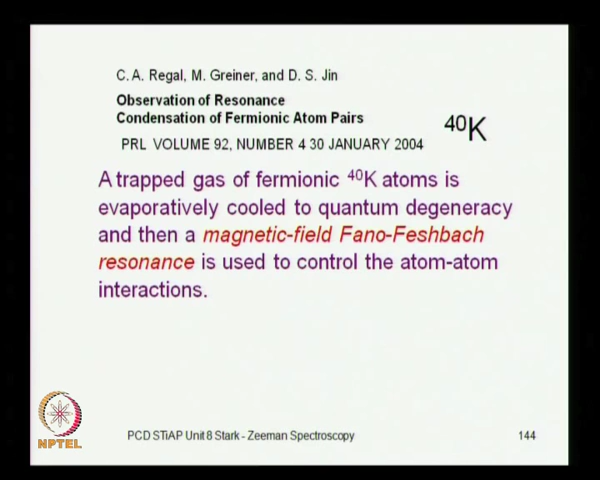 C. A. Regal, M. Greiner, and D. S. Jin
Observation of Resonance
Condensation of Fermionic Atom Pairs
PRL VOLUME 92, NUMBER 4 30 JANUARY 2004
⁴⁰K
A trapped gas of fermionic ⁴⁰K atoms is
evaporatively cooled to quantum degeneracy
and then a magnetic-field Fano-Feshbach
resonance is used to control the atom-atom
interactions.
NPTEL
PCD STiAP Unit 8 Stark - Zeeman Spectroscopy
144